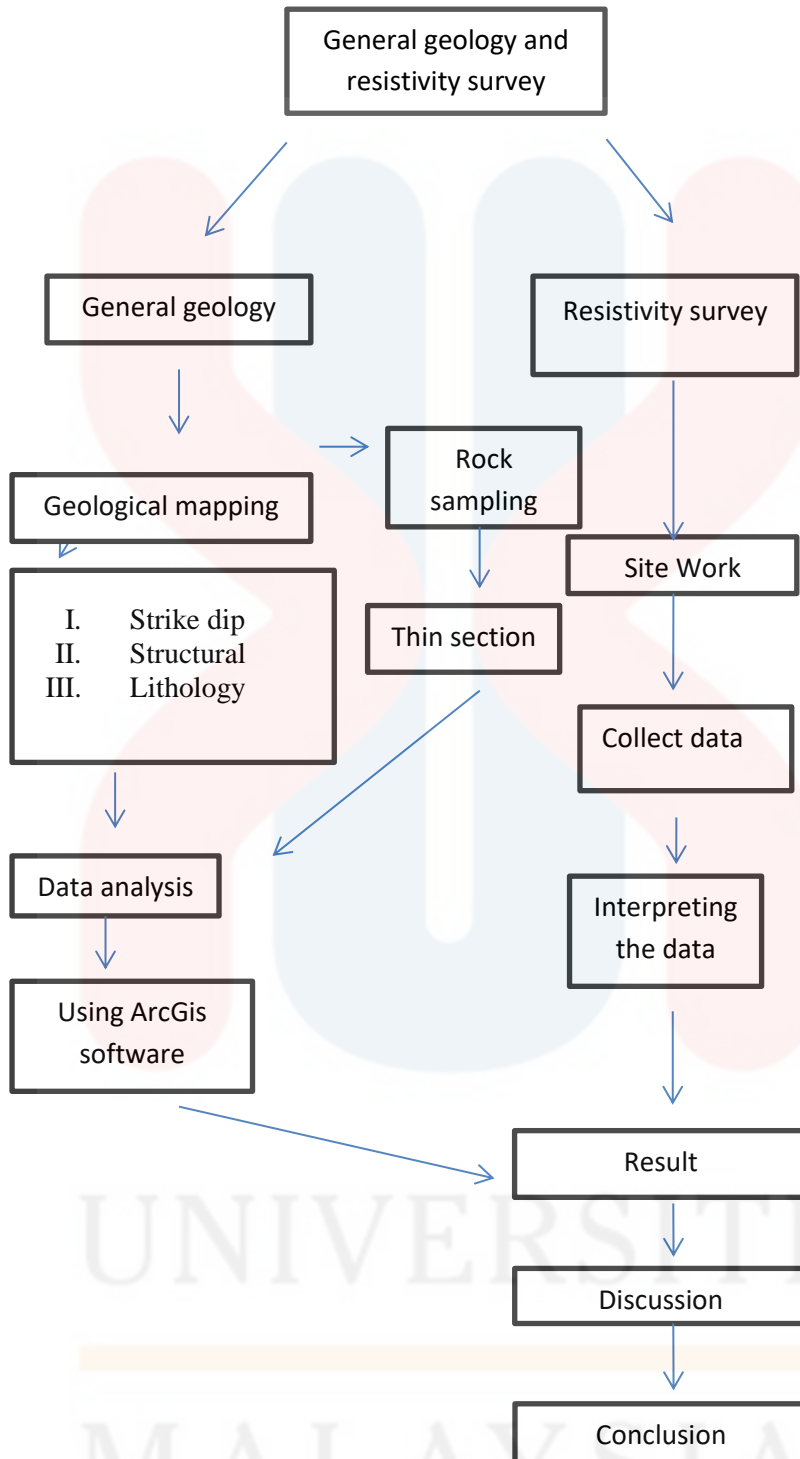 General geology and
resistivity survey
General geology
Resistivity survey
Rock
sampling
Geological mapping
Site Work
I. Strike dip
II. Structural
III. Lithology
Thin section
Collect data
Data analysis
Interpreting
the data
Using ArcGis
software
Result
UNIVERSITI
Discussion
Conclusion
MALAYSIA